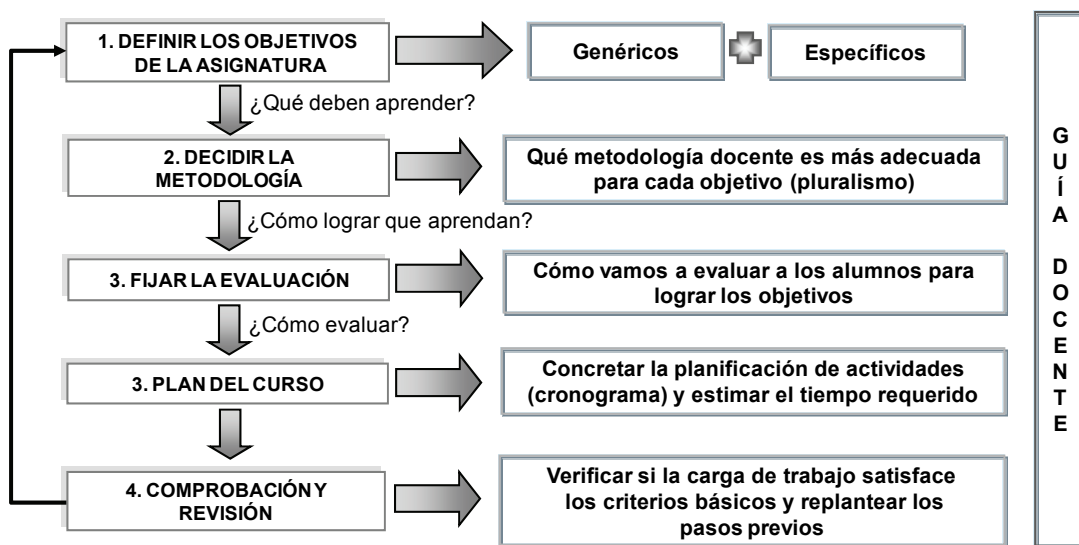 1. DEFINIR LOS OBJETIVOS
DE LA ASIGNATURA
Genéricos
Específicos
¿Qué deben aprender?
2. DECIDIR LA
METODOLOGÍA
Qué metodología docente es más adecuada
para cada objetivo (pluralismo)
¿Cómo lograr que aprendan?
3. FIJAR LA EVALUACIÓN
Cómo vamos a evaluar a los alumnos para
lograr los objetivos
¿Cómo evaluar?
3. PLAN DEL CURSO
Concretar la planificación de actividades
(cronograma) y estimar el tiempo requerido
4. COMPROBACIÓN Y
REVISIÓN
Verificar si la carga de trabajo satisface
los criterios básicos y replantear los
pasos previos
GUÍA DOCENTE